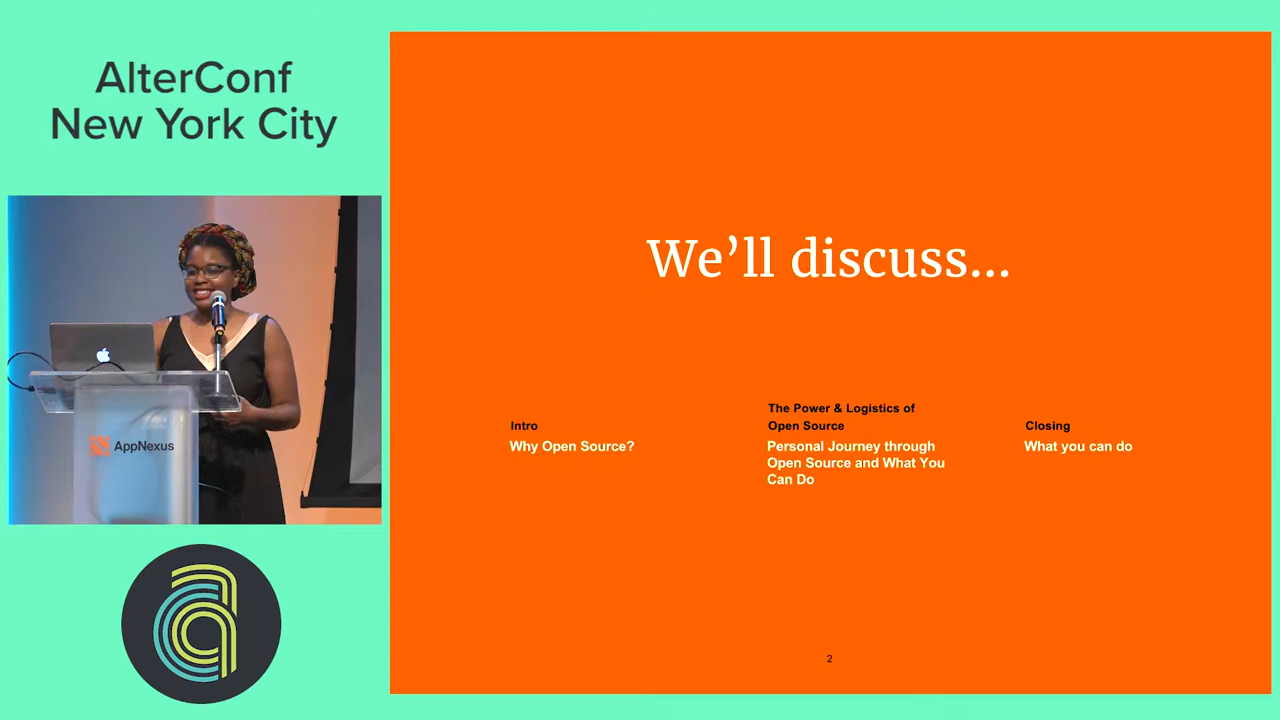 AlterConf
New York City
AppNexus
We’ll discuss...
Intro
Why Open Source?
The Power & Logistics of
Open Source
Personal Journey through
Open Source and What You
Can Do
Closing
What you can do
2